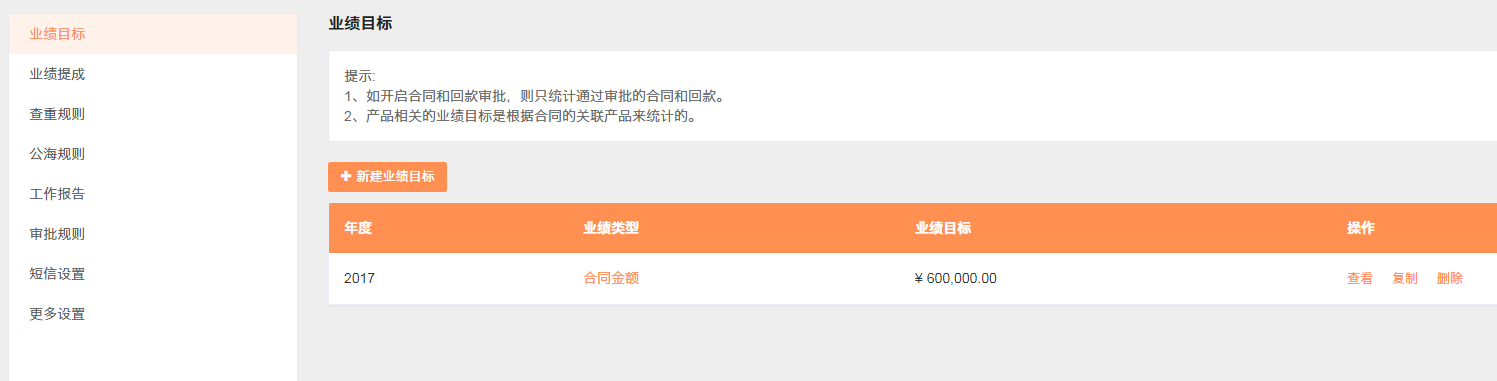 业绩目标
业绩提成
查重规则
公海规则
工作报告
审批规则
短信设置
更多设置
业绩目标
提示:
1、如开启合同和回款审批，则只统计通过审批的合同和回款。
2、产品相关的业绩目标是根据合同的关联产品来统计的。
新建业绩目标
年度 业绩类型 业绩目标 操作
2017 合同金额 ¥ 600,000.00 查看 复制 删除